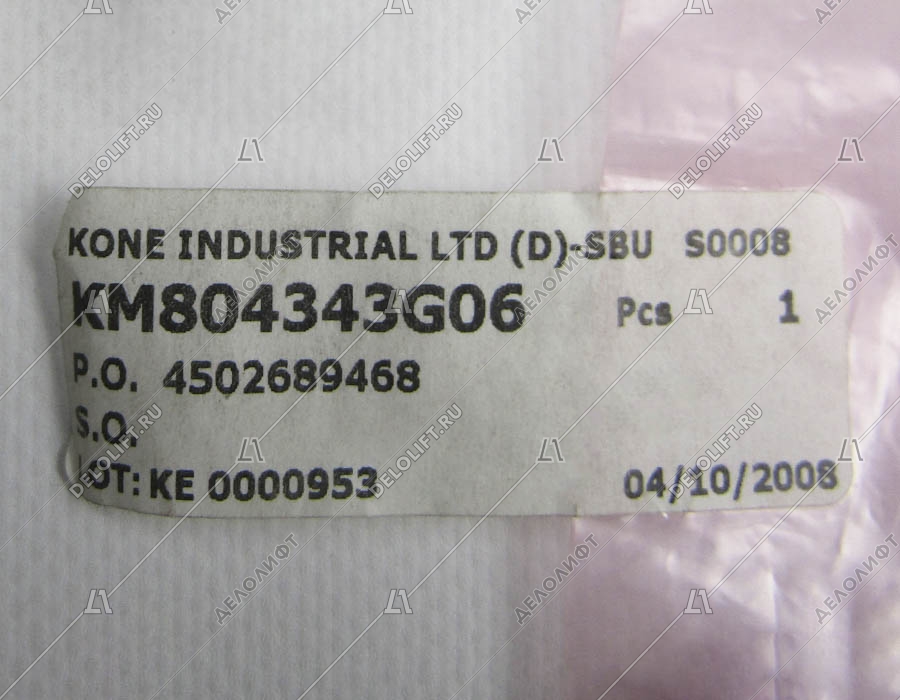 KONE INDUSTRIAL LTD (D)-SBU S0008
KM804343G06 Pcs 1
P.O. 4502689468
S.O.
LOT: KE 0000953 04/10/2008
DELOLIFT.RU
ДЕЛОЛИФТ